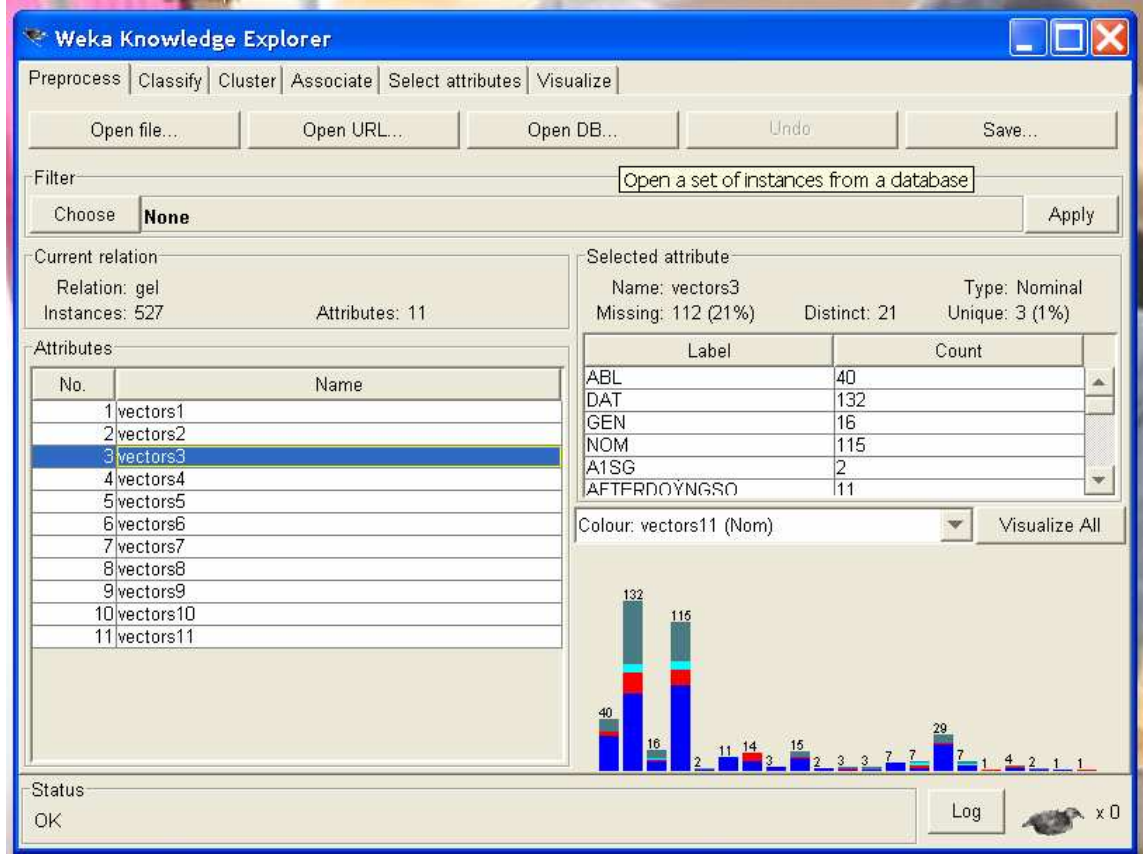 Weka Knowledge Explorer
Preprocess Classify Cluster Associate Select attributes Visualize
Open file... Open URL... Open DB... Undo Save...
Filter
Open a set of instances from a database
Choose None Apply
Current relation
Relation: gel
Instances: 527 Attributes: 11
Selected attribute
Name: vectors3 Type: Nominal
Missing: 112 (21%) Distinct: 21 Unique: 3 (1%)
Attributes
No. Name
1 vectors1
2 vectors2
3 vectors3
4 vectors4
5 vectors5
6 vectors6
7 vectors7
8 vectors8
9 vectors9
10 vectors10
11 vectors11
Label Count
ABL 40
DAT 132
GEN 16
NOM 115
A1SG 2
AFTERDOÝNGSO 11
Colour: vectors11 (Nom) Visualize All
40 132 16 115 2 11 14 3 15 2 3 3 7 7 29 7 1 4 2 1 1
Status
OK
Log x 0